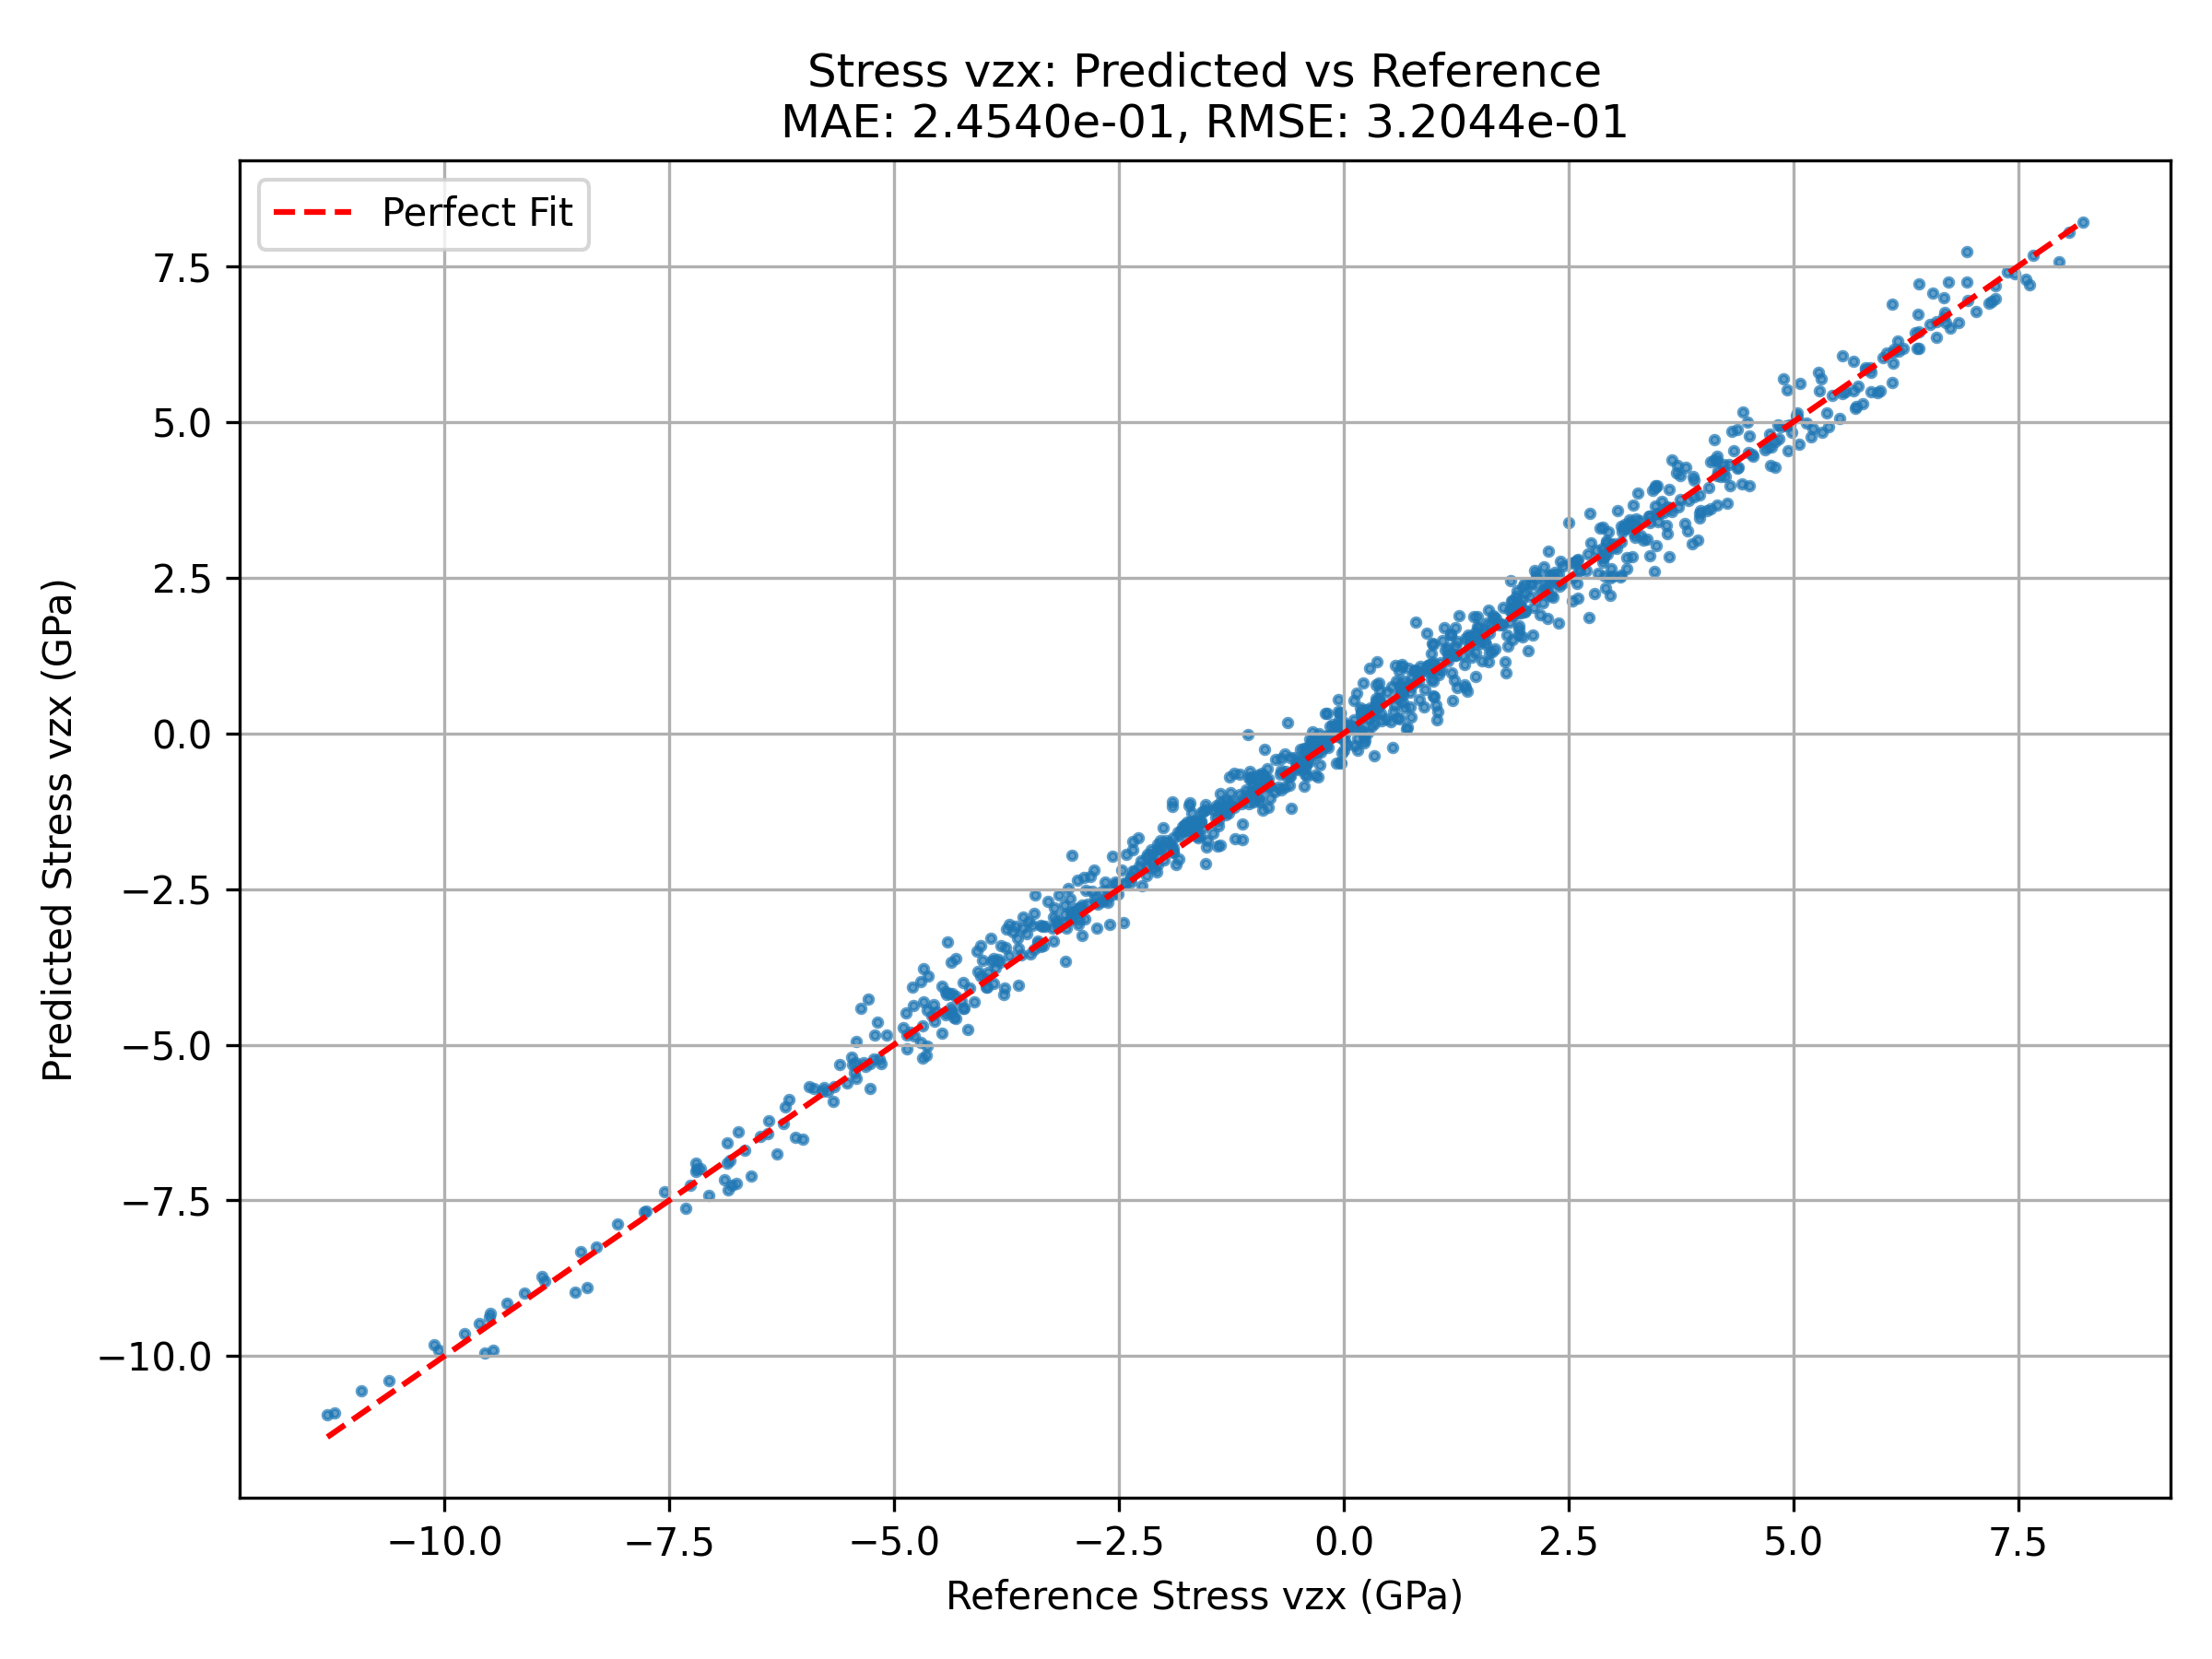 Stress vzx: Predicted vs Reference
MAE: 2.4540e-01, RMSE: 3.2044e-01
Perfect Fit
Predicted Stress vzx (GPa)
7.5
5.0
2.5
0.0
−2.5
−5.0
−7.5
−10.0
−10.0 −7.5 −5.0 −2.5 0.0 2.5 5.0 7.5
Reference Stress vzx (GPa)